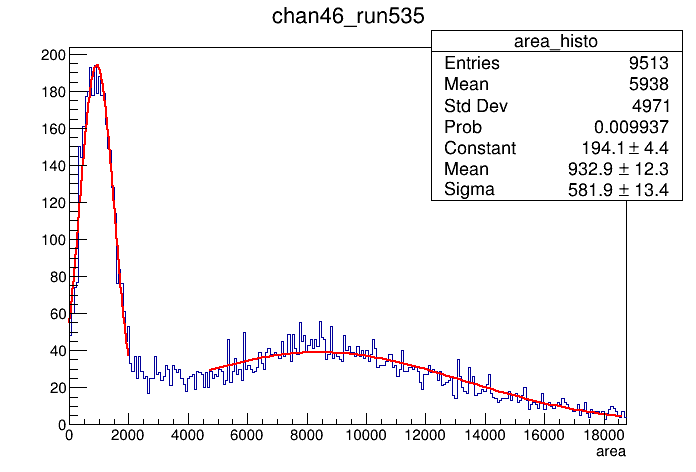 chan46_run535
area_histo
Entries 9513
Mean 5938
Std Dev 4971
Prob 0.009937
Constant 194.1 ± 4.4
Mean 932.9 ± 12.3
Sigma 581.9 ± 13.4
200
180
160
140
120
100
80
60
40
20
0
0 2000 4000 6000 8000 10000 12000 14000 16000 18000
area